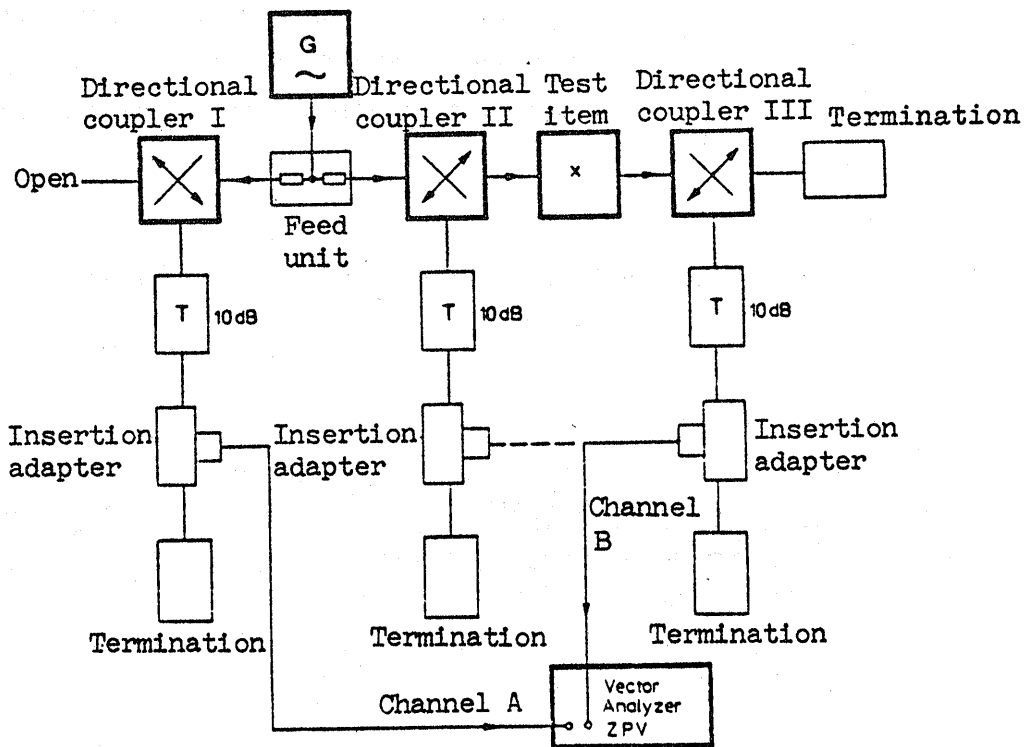 G
~
Directional
coupler I
Directional
coupler II
Test
item
Directional
coupler III
Termination
Open
x
Feed
unit
T
10dB
T
10dB
T
10dB
Insertion
adapter
Insertion
adapter
Insertion
adapter
Channel
B
Termination
Termination
Termination
Channel A
Vector
Analyzer
ZPV